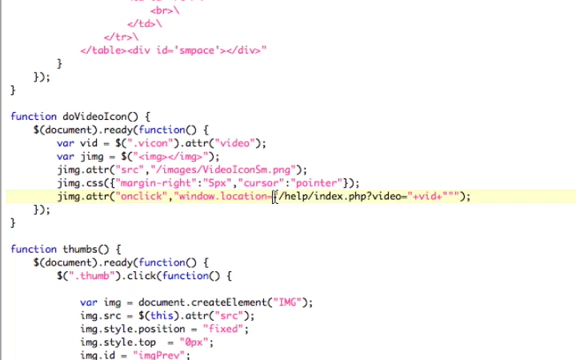 <br>\
</td>\
</tr>\
</table><div id='smpace'></div>"
}
});
}
function doVideoIcon() {
$(document).ready(function() {
var vid = $(".vicon").attr("video");
var jimg = $("<img></img>");
jimg.attr("src","/images/VideoIconSm.png");
jimg.css({"margin-right":"5px","cursor":"pointer"});
jimg.attr("onclick","window.location='/help/index.php?video="+vid+"'");
});
}
function thumbs() {
$(document).ready(function() {
$(".thumb").click(function() {
var img = document.createElement("IMG");
img.src = $(this).attr("src");
img.style.position = "fixed";
img.style.top = "0px";
img.id = "imgPrev";